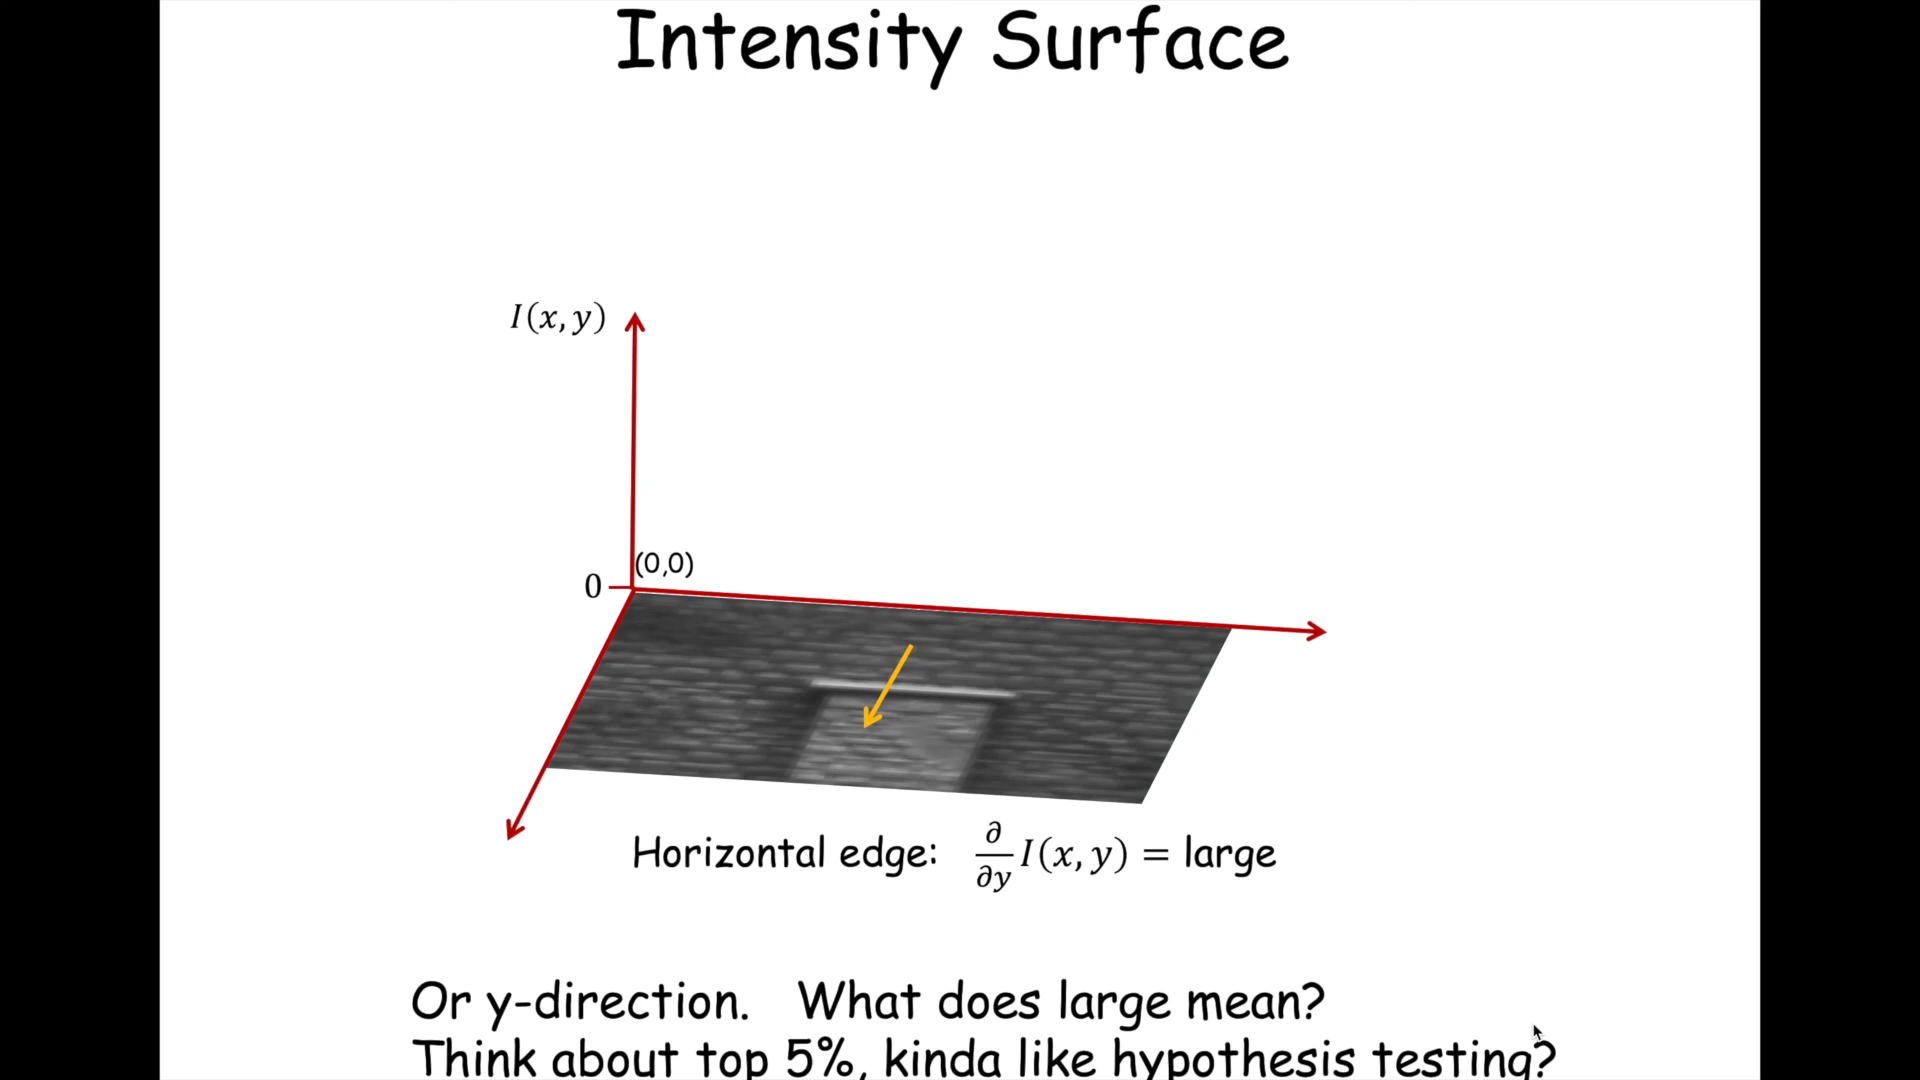 Intensity Surface
I(x, y)
(0,0)
0
Horizontal edge: ∂/∂y I(x, y) = large
Or y-direction. What does large mean?
Think about top 5%, kinda like hypothesis testing?